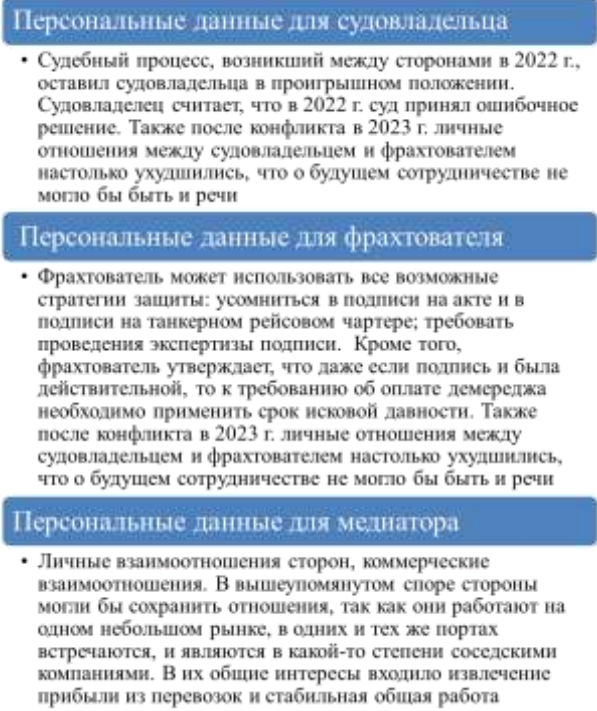 Персональные данные для судовладельца
• Судебный процесс, возникший между сторонами в 2022 г.,
оставил судовладельца в проигрышном положении.
Судовладелец считает, что в 2022 г. суд принял ошибочное
решение. Также после конфликта в 2023 г. личные
отношения между судовладельцем и фрахтователем
настолько ухудшились, что о будущем сотрудничестве не
могло бы быть и речи
Персональные данные для фрахтователя
• Фрахтователь может использовать все возможные
стратегии защиты: усомниться в подписи на акте и в
подписи на танкерном рейсовом чартере; требовать
проведения экспертизы подписи. Кроме того,
фрахтователь утверждает, что даже если подпись и была
действительной, то к требованию об оплате демереджа
необходимо применить срок исковой давности. Также
после конфликта в 2023 г. личные отношения между
судовладельцем и фрахтователем настолько ухудшились,
что о будущем сотрудничестве не могло бы быть и речи
Персональные данные для медиатора
• Личные взаимоотношения сторон, коммерческие
взаимоотношения. В вышеупомянутом споре стороны
могли бы сохранить отношения, так как они работают на
одном небольшом рынке, в одних и тех же портах
встречаются, и являются в какой-то степени соседскими
компаниями. В их общие интересы входило извлечение
прибыли из перевозок и стабильная общая работа